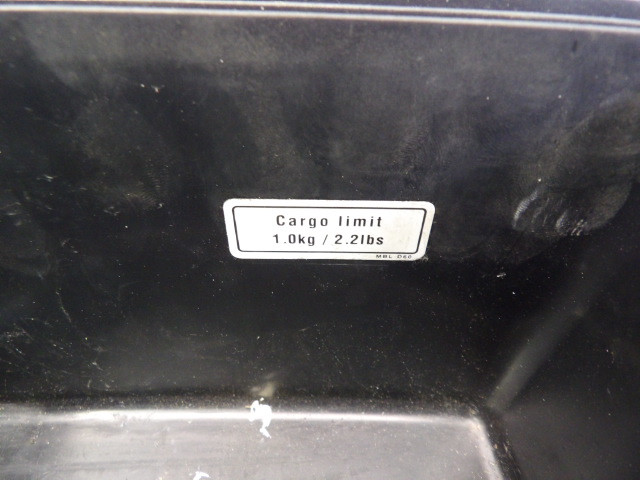 Cargo limit
1.0kg / 2.2lbs